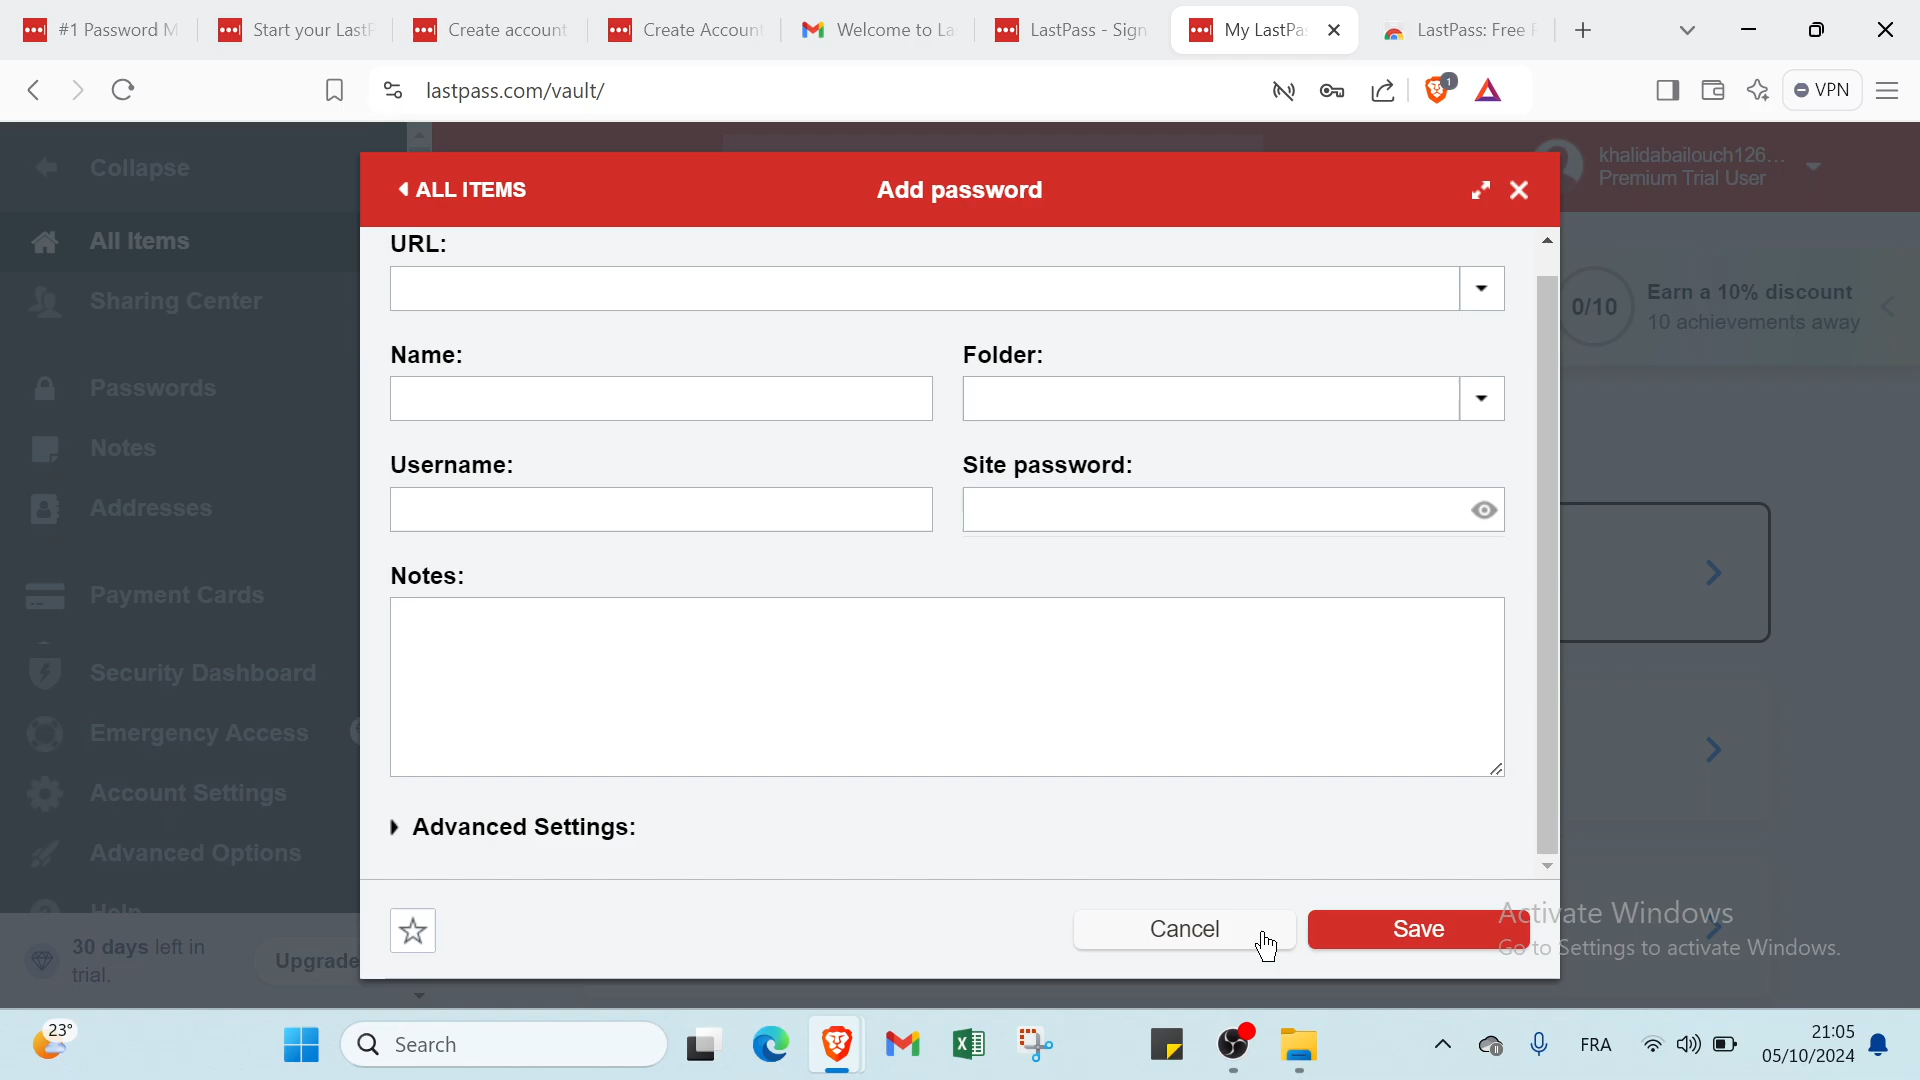 #1 Password M
Start your LastP
Create account
Create Account
Welcome to La
LastPass - Sign
My LastPa
LastPass: Free P
lastpass.com/vault/
1
VPN
Collapse
khalidabailouch126...
Premium Trial User
ALL ITEMS
Add password
All Items
URL:
Sharing Center
0/10
Earn a 10% discount
10 achievements away
Name:
Folder:
Passwords
Notes
Username:
Site password:
Addresses
Notes:
Payment Cards
Security Dashboard
Emergency Access
Account Settings
Advanced Settings:
Advanced Options
Help
Cancel
Save
Activate Windows
Go to Settings to activate Windows.
30 days left in
trial.
Upgrade
23°
Search
FRA
21:05
05/10/2024